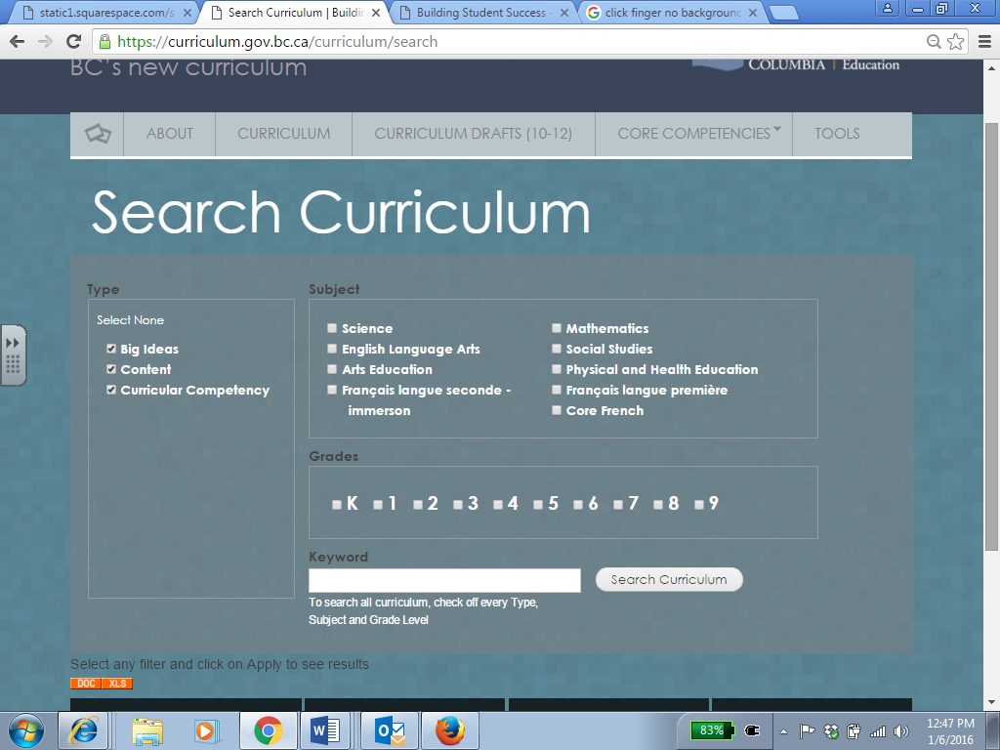 static1.squarespace.com/s
Search Curriculum | Buildin
Building Student Success -
click finger no background
https://curriculum.gov.bc.ca/curriculum/search
BC's new curriculum
COLUMBIA | Education
ABOUT CURRICULUM CURRICULUM DRAFTS (10-12) CORE COMPETENCIES TOOLS
Search Curriculum
Type
Select None
Big Ideas
Content
Curricular Competency
Subject
Science
English Language Arts
Arts Education
Français langue seconde -
immerson
Mathematics
Social Studies
Physical and Health Education
Français langue première
Core French
Grades
K 1 2 3 4 5 6 7 8 9
Keyword
Search Curriculum
To search all curriculum, check off every Type,
Subject and Grade Level
Select any filter and click on Apply to see results
DOC XLS
83%
12:47 PM
1/6/2016